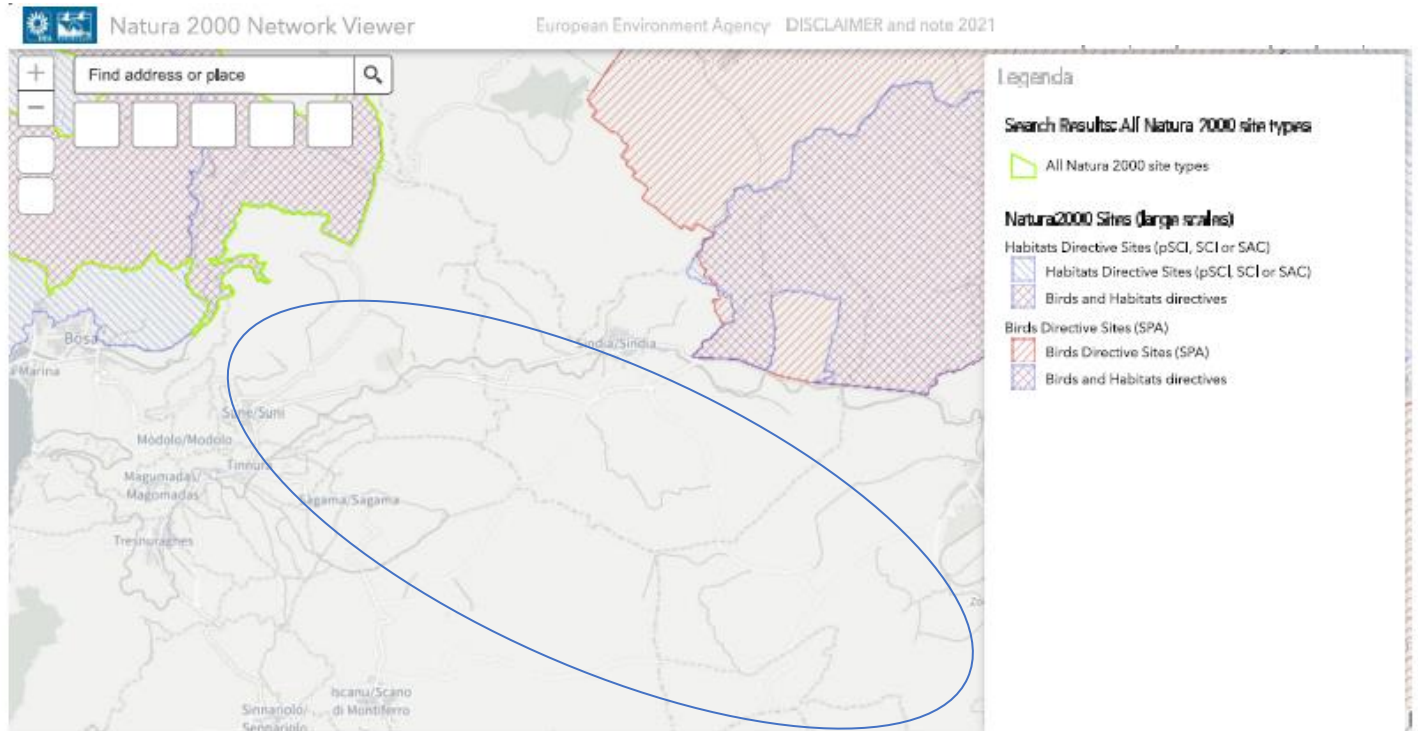 Natura 2000 Network Viewer
European Environment Agency DISCLAIMER and note 2021
Find address or place
Legenda
Search Results: All Natura 2000 site types
All Natura 2000 site types
Natura2000 Sites (large scales)
Habitats Directive Sites (pSCI, SCI or SAC)
Habitats Directive Sites (pSCI, SCI or SAC)
Birds and Habitats directives
Birds Directive Sites (SPA)
Birds Directive Sites (SPA)
Birds and Habitats directives
Bosa
Marina
Sindia/Sindia
Sune/Suni
Mòdolo/Modolo
Tinnura
Magumadas/
Magomadas
Sàgama/Sagama
Tresnuraghes
Iscanu/Scano
di Montiferro
Sinnariolo/
Sennariolo